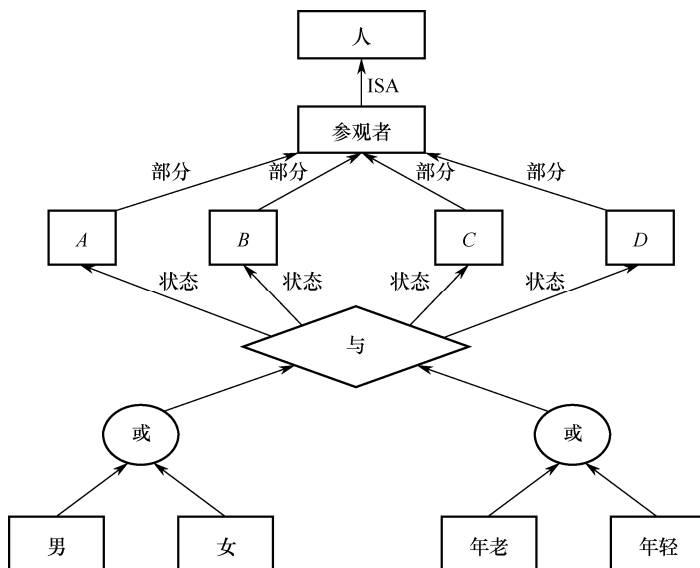 人
ISA
参观者
部分 部分 部分 部分
A B C D
状态 状态 状态 状态
与
或 或
男 女 年老 年轻